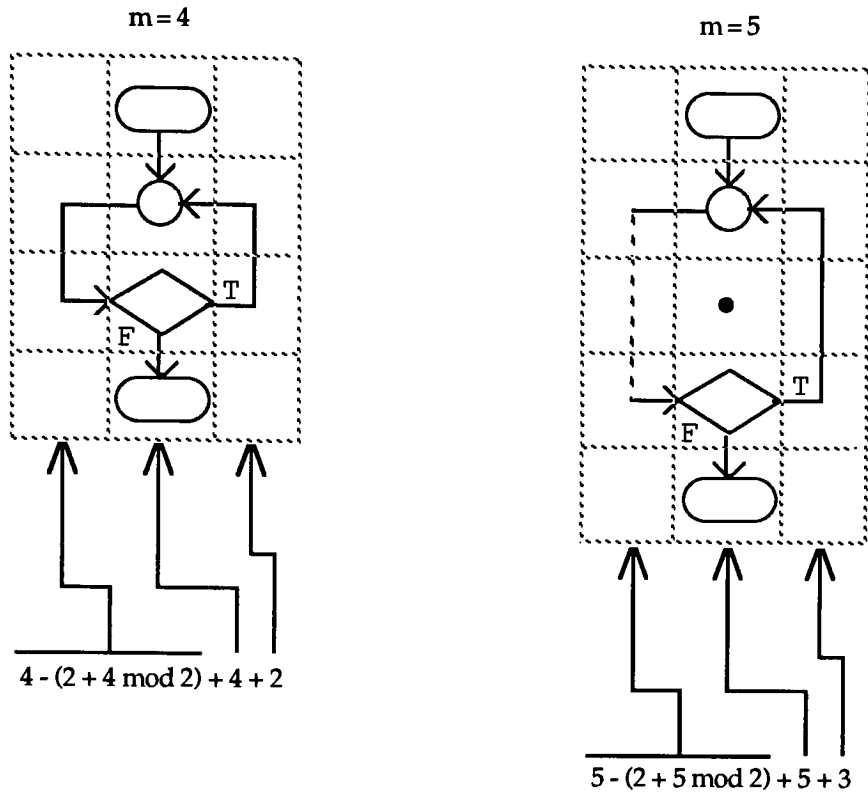 m = 4
T
F
4 - (2 + 4 mod 2) + 4 + 2
m = 5
T
F
5 - (2 + 5 mod 2) + 5 + 3